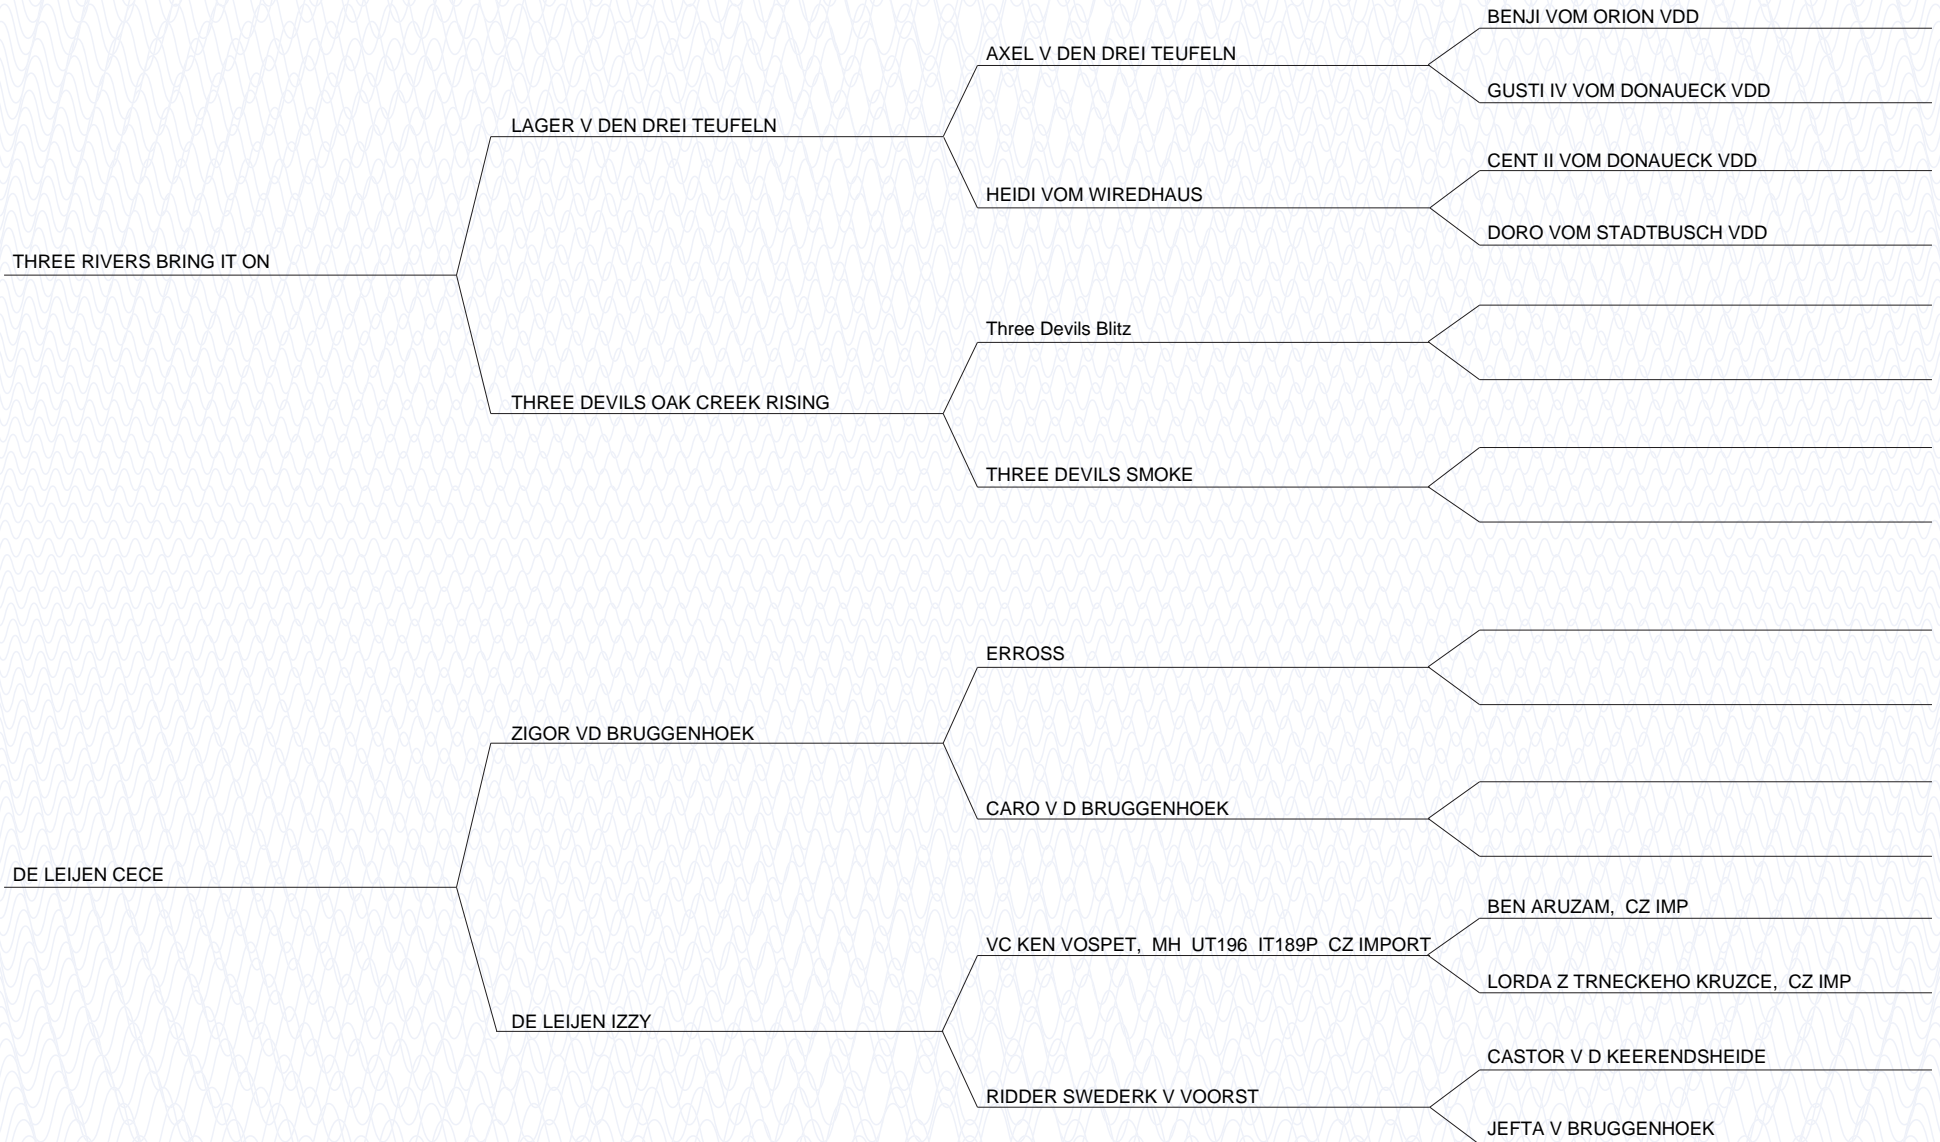 BENJI VOM ORION VDD
AXEL V DEN DREI TEUFELN
GUSTI IV VOM DONAUECK VDD
LAGER V DEN DREI TEUFELN
CENT II VOM DONAUECK VDD
HEIDI VOM WIREDHAUS
DORO VOM STADTBUSCH VDD
THREE RIVERS BRING IT ON
Three Devils Blitz
THREE DEVILS OAK CREEK RISING
THREE DEVILS SMOKE
ERROSS
ZIGOR VD BRUGGENHOEK
CARO V D BRUGGENHOEK
DE LEIJEN CECE
BEN ARUZAM, CZ IMP
VC KEN VOSPET, MH UT196 IT189P CZ IMPORT
LORDA Z TRNECKEHO KRUZCE, CZ IMP
DE LEIJEN IZZY
CASTOR V D KEERENDSHEIDE
RIDDER SWEDERK V VOORST
JEFTA V BRUGGENHOEK